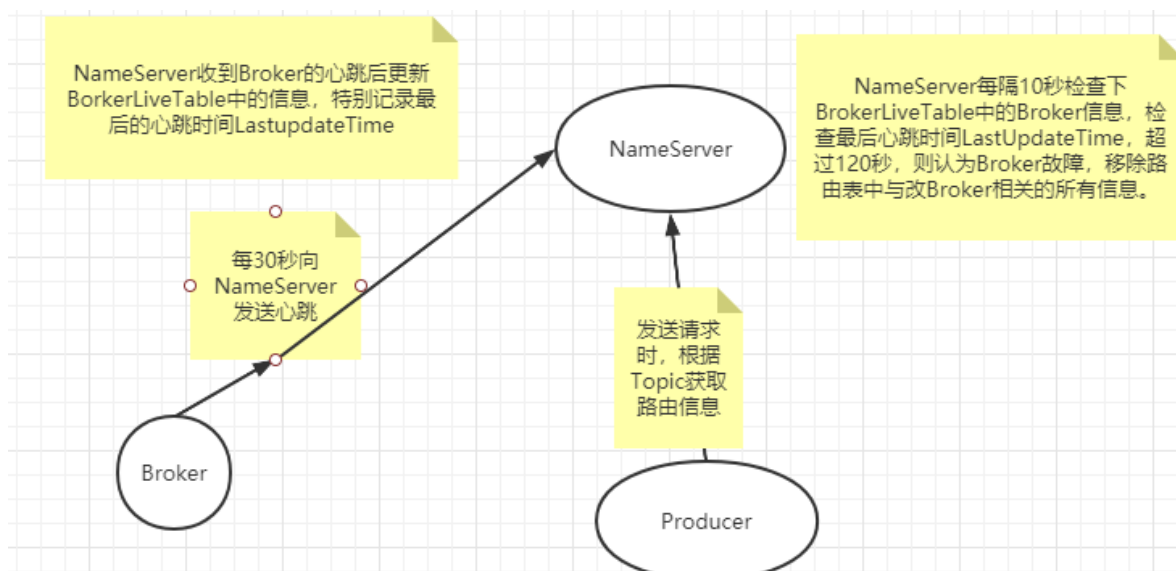 NameServer收到Broker的心跳后更新
BorkerLiveTable中的信息，特别记录最
后的心跳时间LastupdateTime
NameServer每隔10秒检查下
BrokerLiveTable中的Broker信息，检
查最后心跳时间LastUpdateTime，超
过120秒，则认为Broker故障，移除路
由表中与改Broker相关的所有信息。
NameServer
每30秒向
NameServer
发送心跳
发送请求
时，根据
Topic获取
路由信息
Broker
Producer